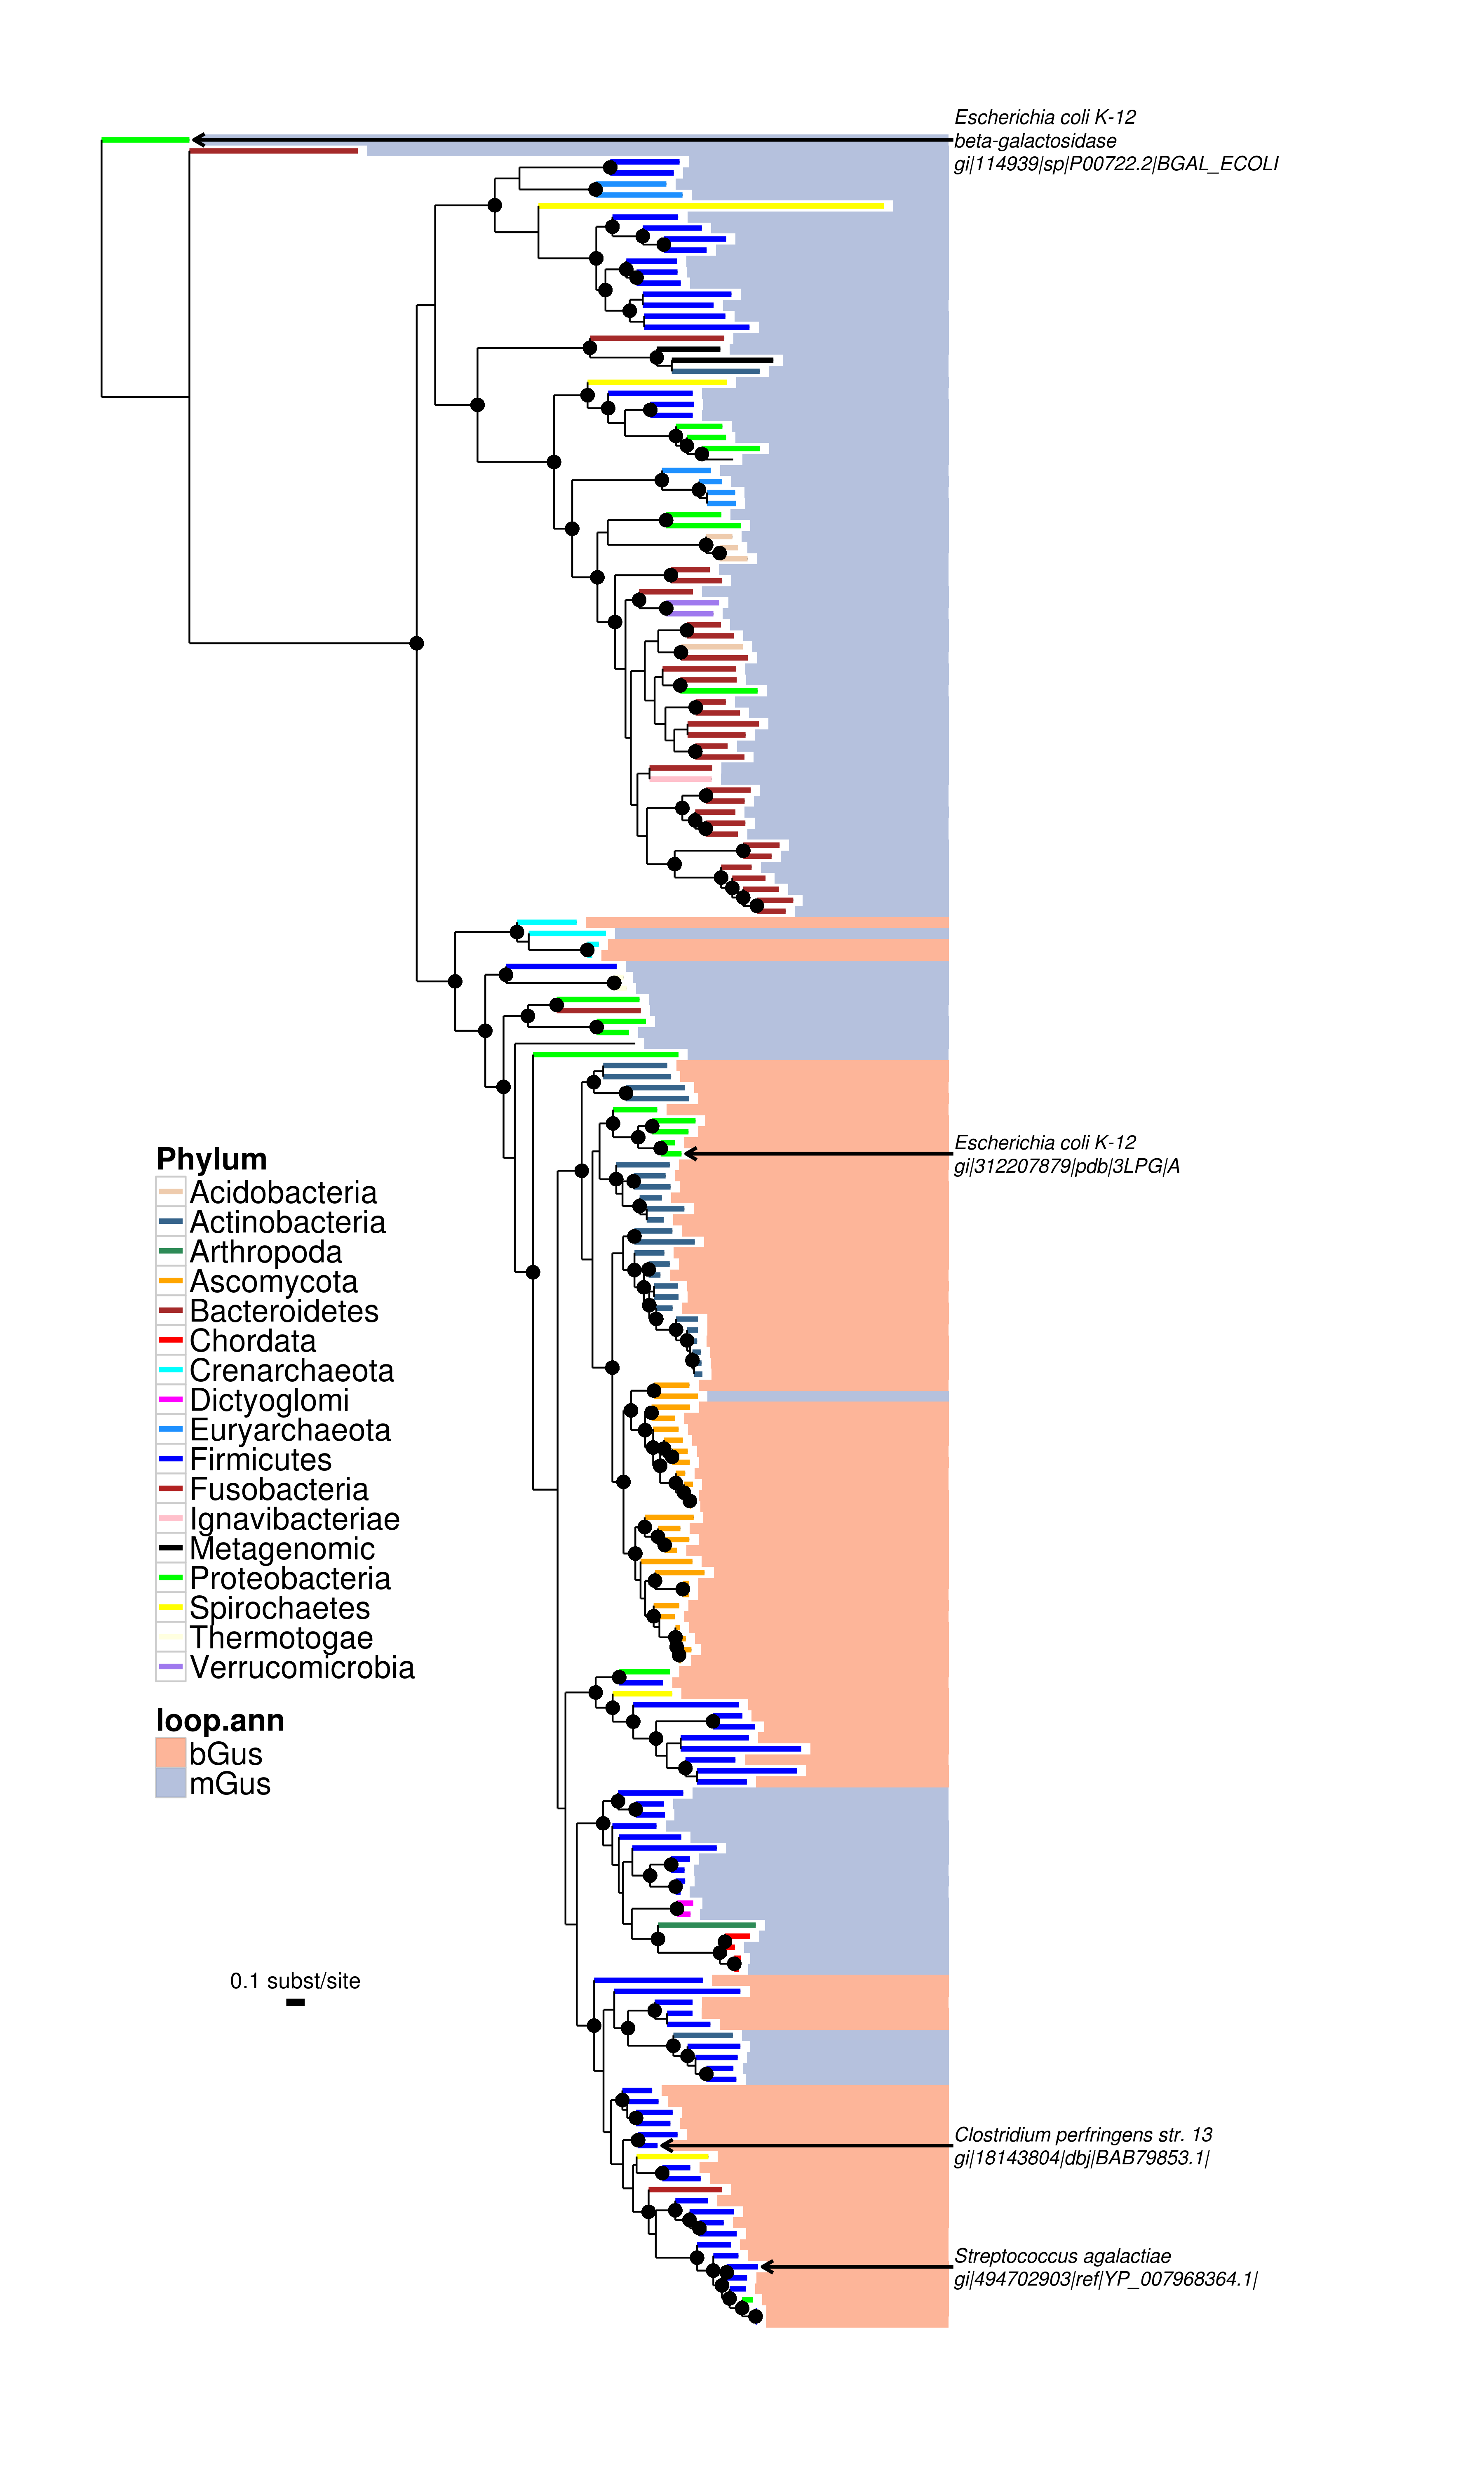 Escherichia coli K-12
beta-galactosidase
gi|114939|sp|P00722.2|BGAL_ECOLI
Escherichia coli K-12
gi|312207879|pdb|3LPG|A
Phylum
Acidobacteria
Actinobacteria
Arthropoda
Ascomycota
Bacteroidetes
Chordata
Crenarchaeota
Dictyoglomi
Euryarchaeota
Firmicutes
Fusobacteria
Ignavibacteriae
Metagenomic
Proteobacteria
Spirochaetes
Thermotogae
Verrucomicrobia
loop.ann
bGus
mGus
0.1 subst/site
Clostridium perfringens str. 13
gi|18143804|dbj|BAB79853.1|
Streptococcus agalactiae
gi|494702903|ref|YP_007968364.1|